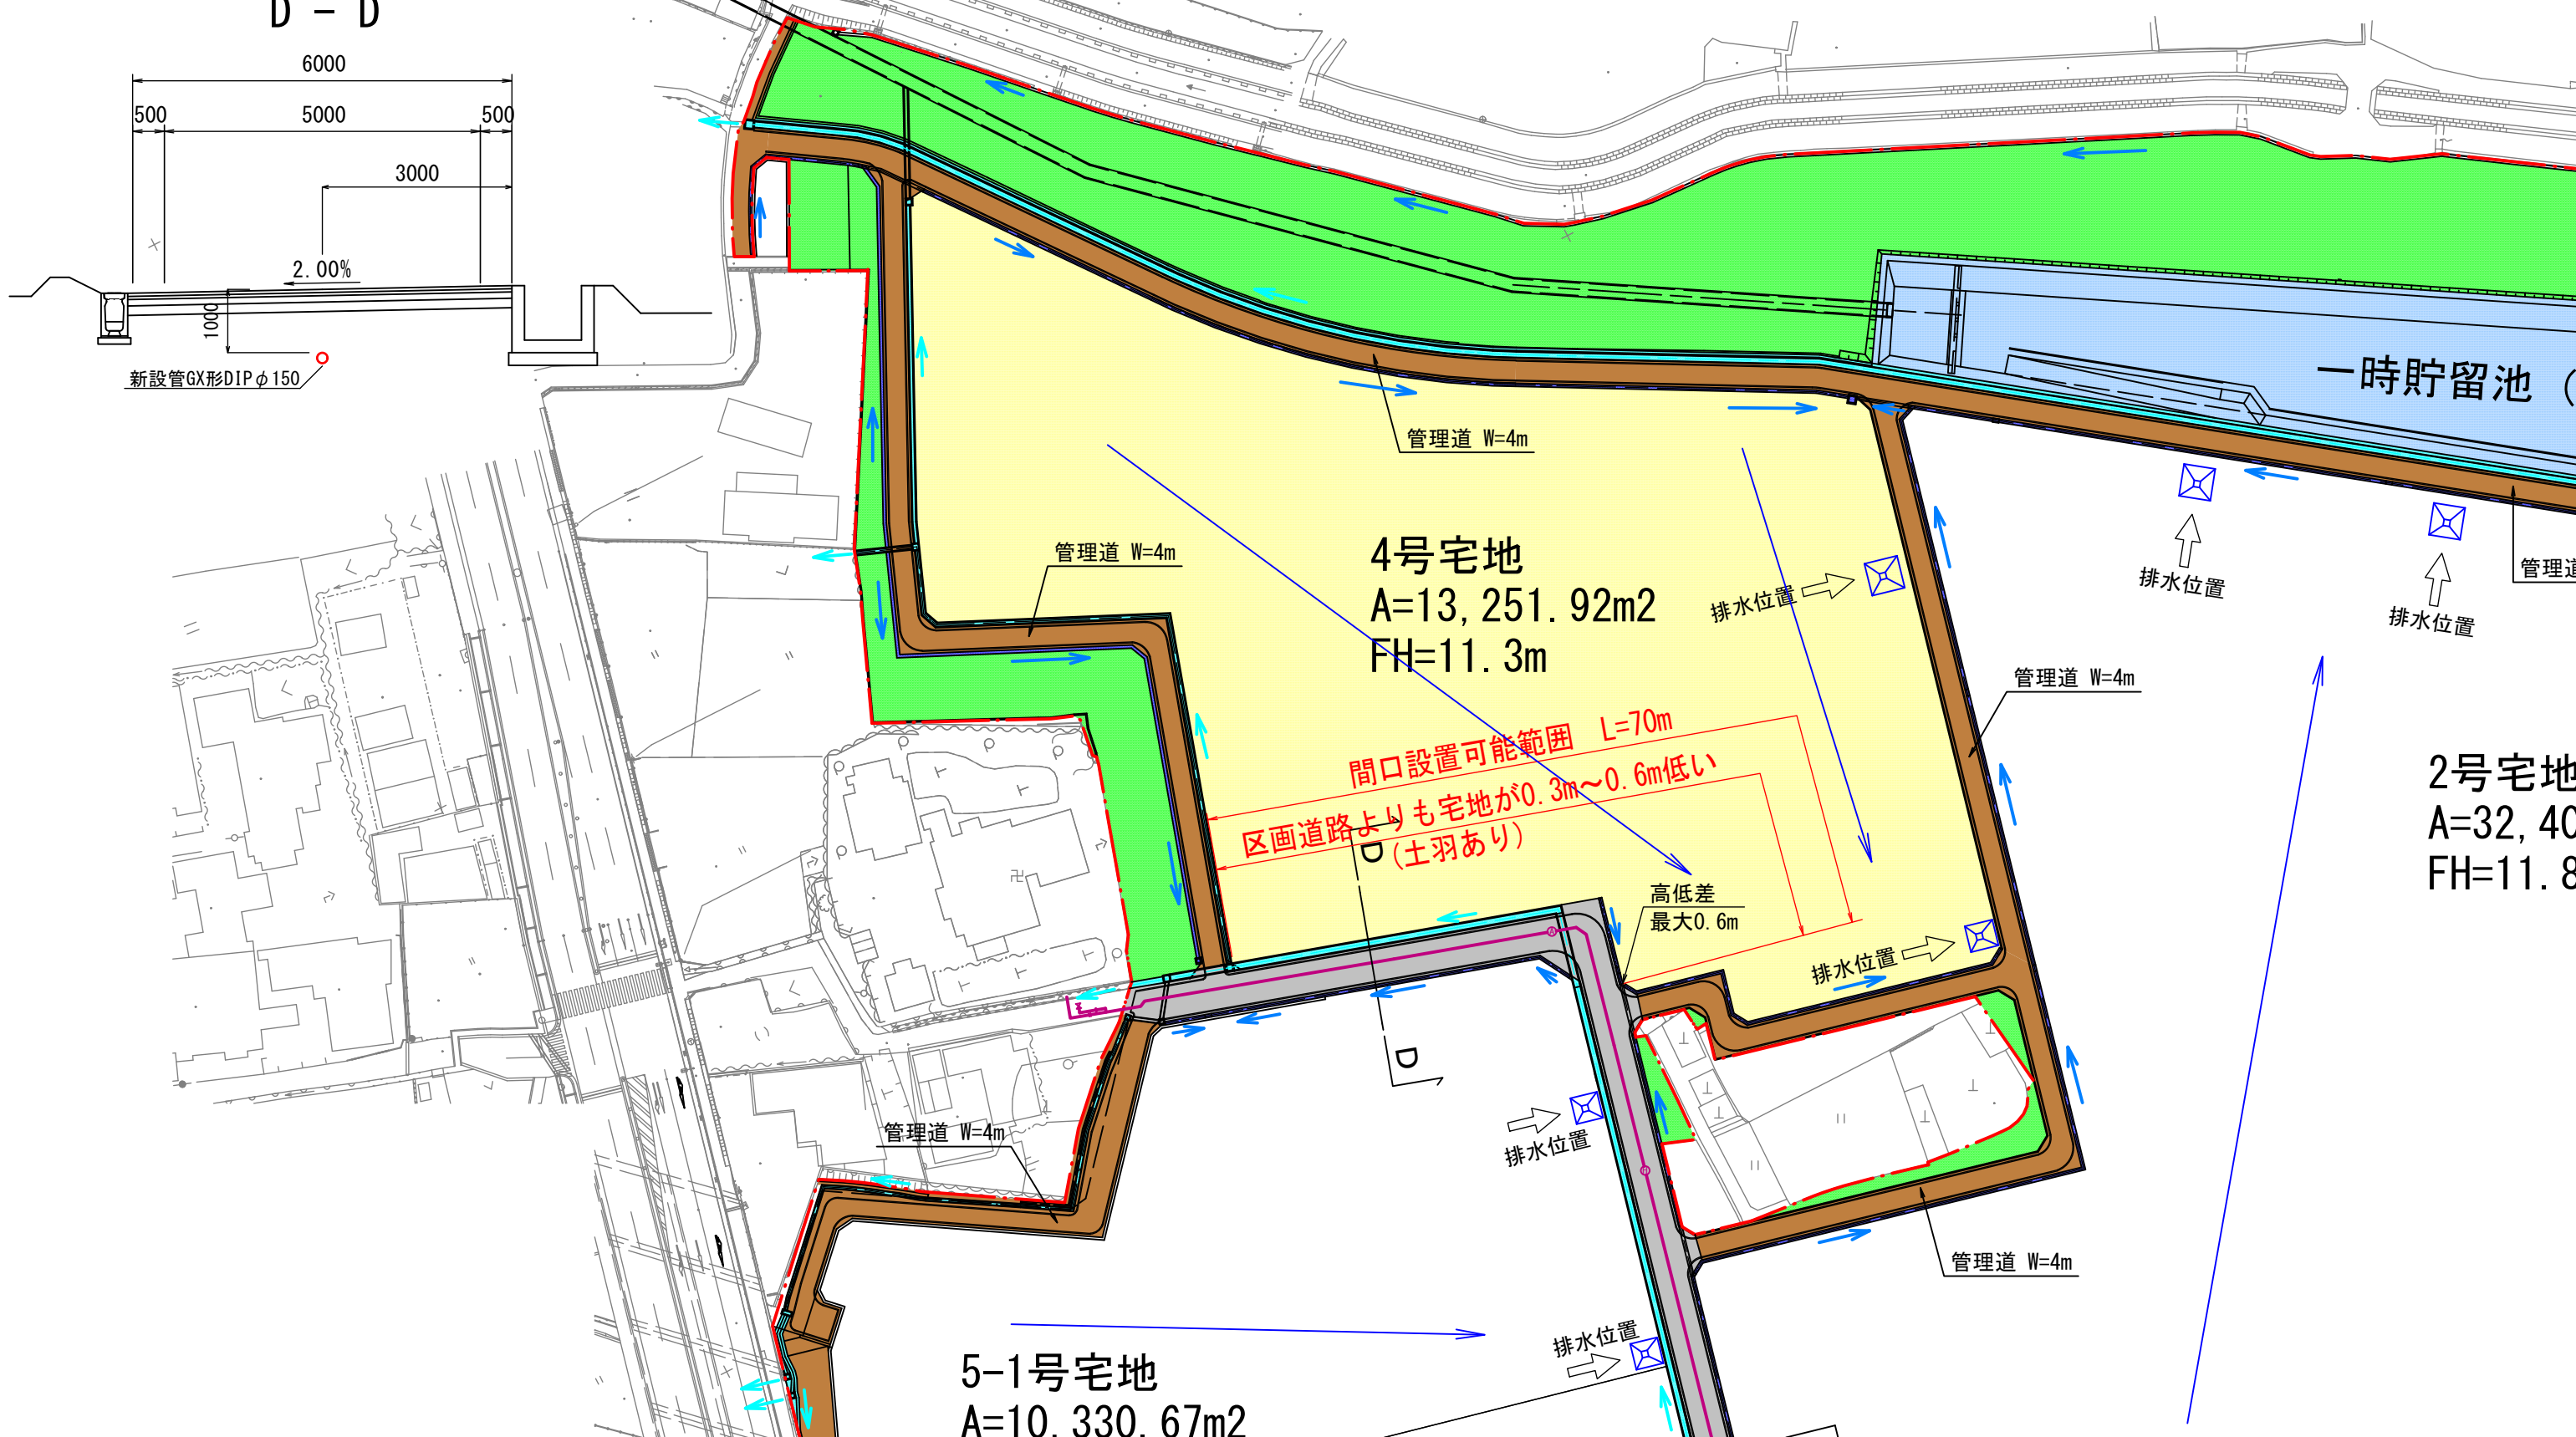 D － D
6000
500
5000
500
3000
2.00%
1000
新設管GX形DIPφ150
一時貯留池（
管理道 W=4m
管理道 W=4m
4号宅地
A=13,251.92m2
FH=11.3m
排水位置
排水位置
排水位置
管理道
管理道 W=4m
間口設置可能範囲　L=70m
区画道路よりも宅地が0.3m～0.6m低い
（土羽あり）
D
2号宅地
A=32,40
FH=11.8
高低差
最大0.6m
排水位置
D
排水位置
管理道 W=4m
管理道 W=4m
排水位置
5-1号宅地
A=10,330.67m2